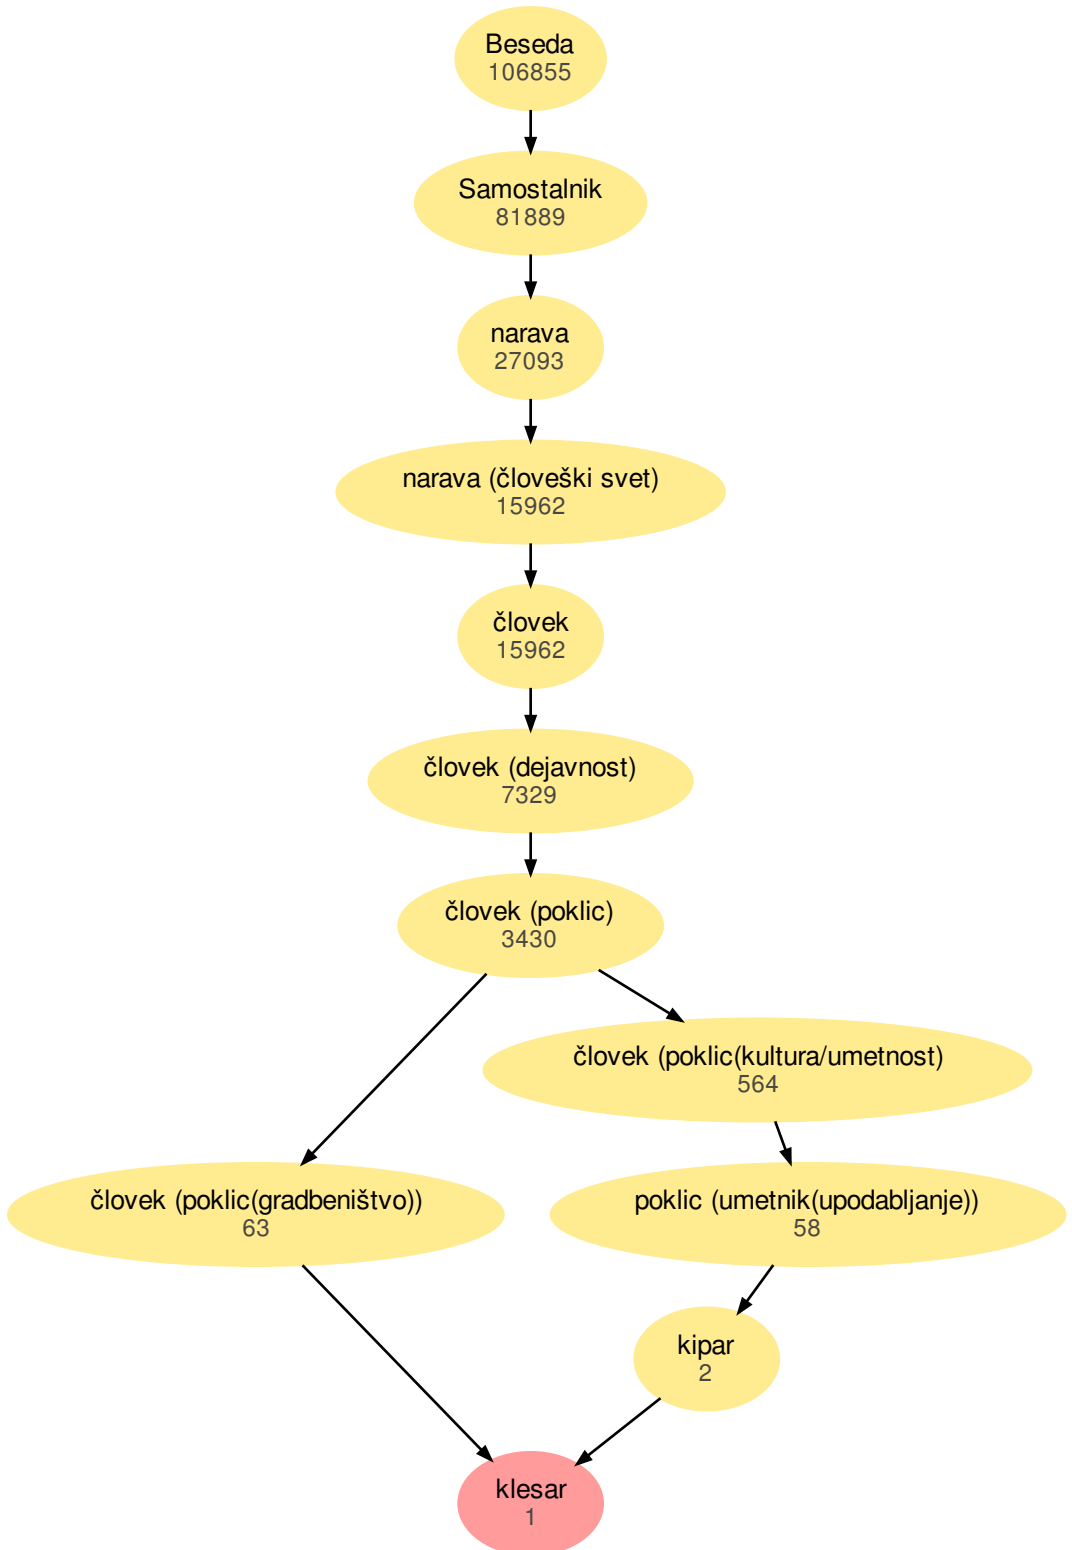 Beseda
106855
Samostalnik
81889
narava
27093
narava (človeški svet)
15962
človek
15962
človek (dejavnost)
7329
človek (poklic)
3430
človek (poklic(kultura/umetnost)
564
človek (poklic(gradbeništvo))
63
poklic (umetnik(upodabljanje))
58
kipar
2
klesar
1